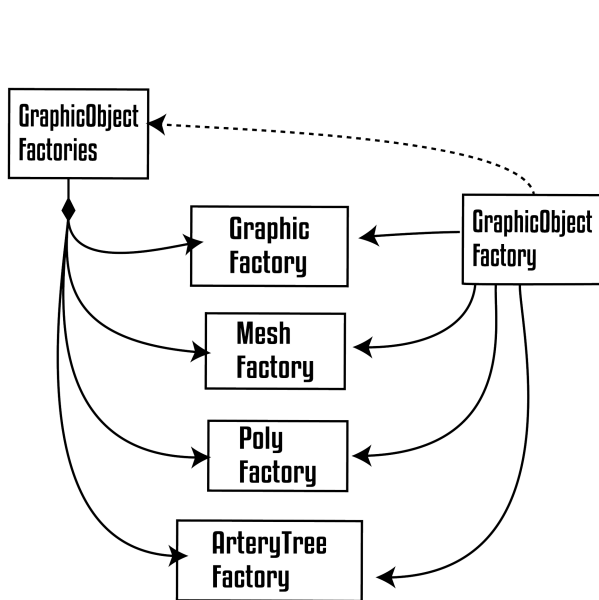 GraphicObject
Factories
Graphic
Factory
GraphicObject
Factory
Mesh
Factory
Poly
Factory
ArteryTree
Factory